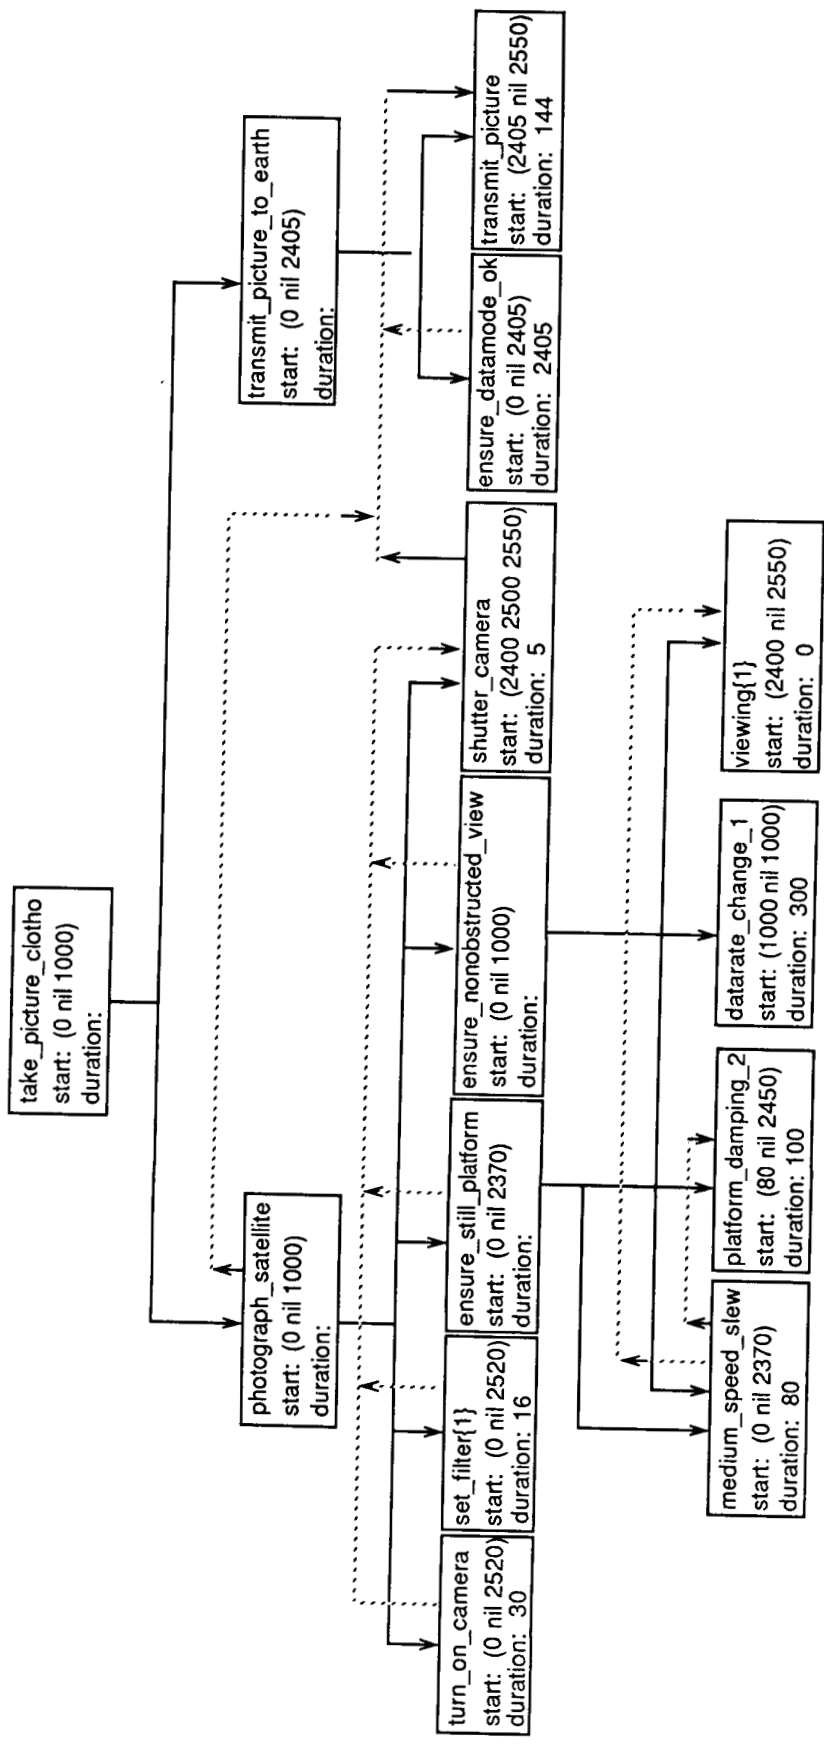 take_picture_clotho
start: (0 nil 1000)
duration:
photograph_satellite
start: (0 nil 1000)
duration:
transmit_picture_to_earth
start: (0 nil 2405)
duration:
turn_on_camera
start: (0 nil 2520)
duration: 30
set_filter{1}
start: (0 nil 2520)
duration: 16
ensure_still_platform
start: (0 nil 2370)
duration:
ensure_nonobstructed_view
start: (0 nil 1000)
duration:
shutter_camera
start: (2400 2500 2550)
duration: 5
ensure_datamode_ok
start: (0 nil 2405)
duration: 2405
transmit_picture
start: (2405 nil 2550)
duration: 144
medium_speed_slew
start: (0 nil 2370)
duration: 80
platform_damping_2
start: (80 nil 2450)
duration: 100
datarate_change_1
start: (1000 nil 1000)
duration: 300
viewing{1}
start: (2400 nil 2550)
duration: 0